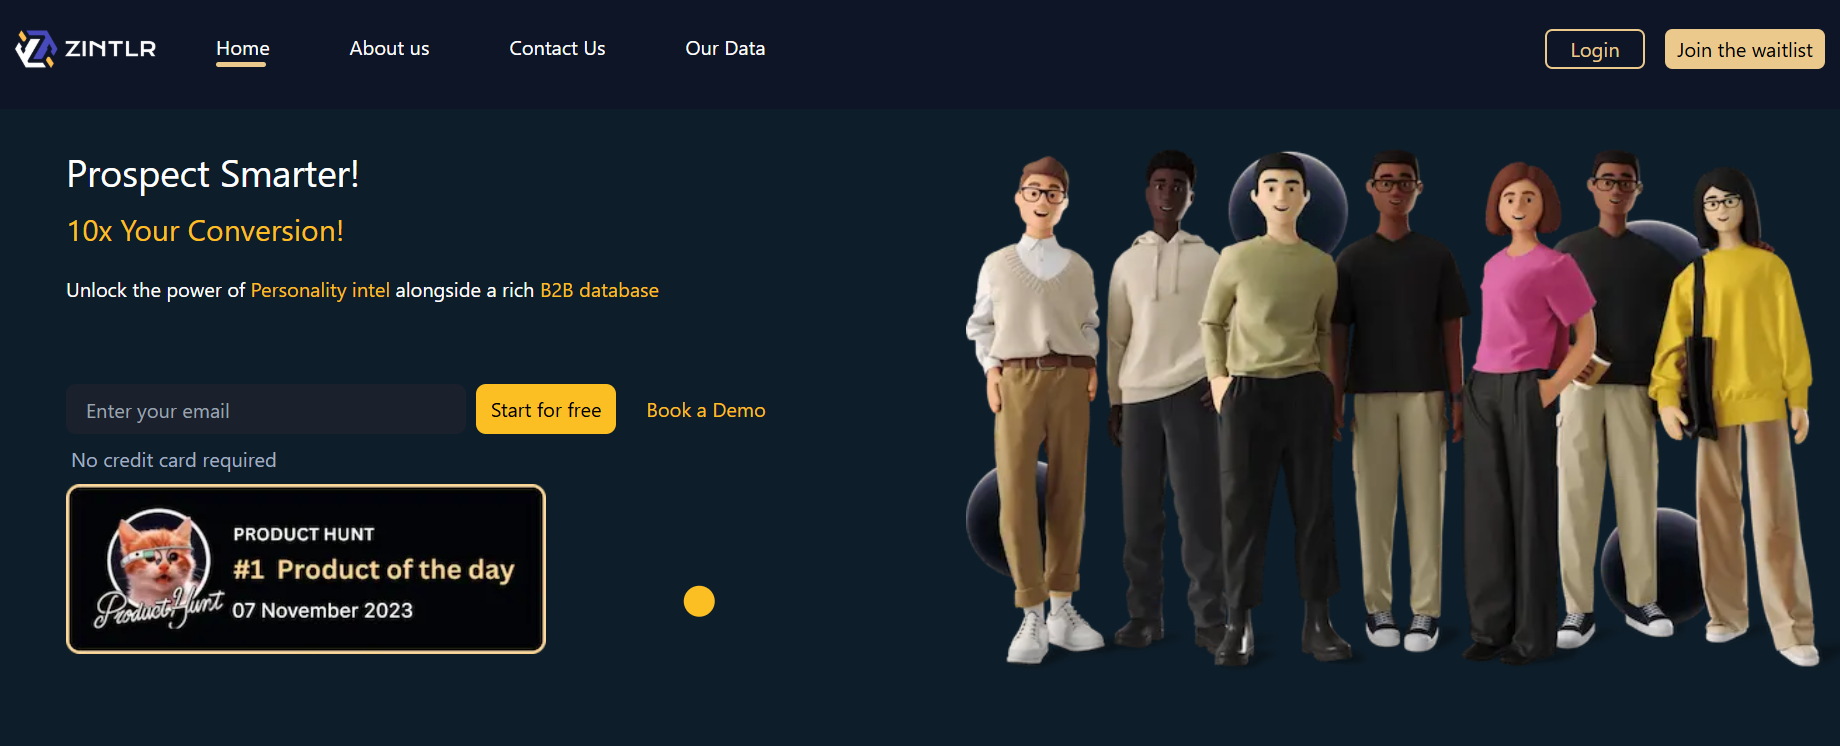 ZINTLR
Home
About us
Contact Us
Our Data
Login
Join the waitlist
Prospect Smarter!
10x Your Conversion!
Unlock the power of Personality intel alongside a rich B2B database
Enter your email
Start for free
Book a Demo
No credit card required
PRODUCT HUNT
#1 Product of the day
07 November 2023
Product Hunt